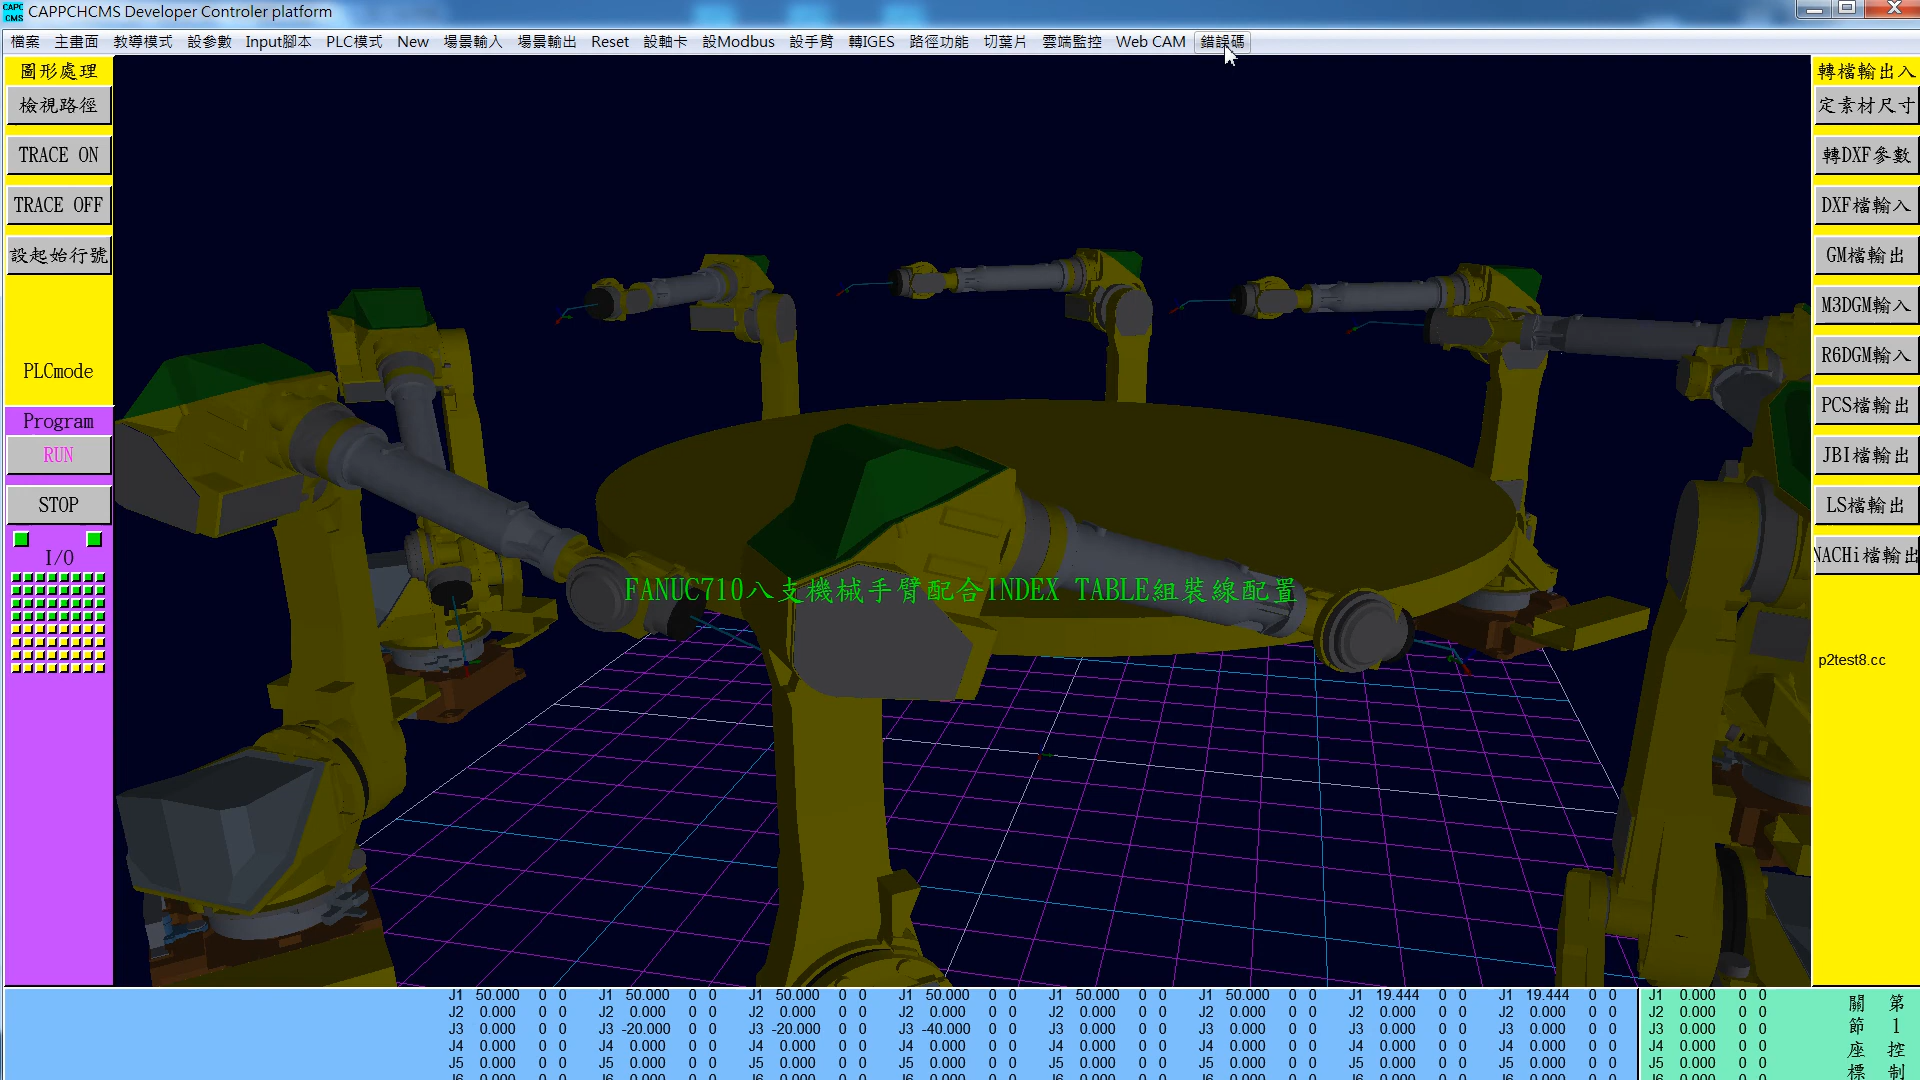 CAPPCHCMS Developer Controler platform
檔案 主畫面 教導模式 設參數 Input腳本 PLC模式 New 場景輸入 場景輸出 Reset 設軸卡 設Modbus 設手臂 轉IGES 路徑功能 切葉片 雲端監控 Web CAM 錯誤碼
圖形處理
檢視路徑
TRACE ON
TRACE OFF
設起始行號
PLCmode
Program
RUN
STOP
I/O
FANUC710八支機械手臂配合INDEX TABLE組裝線配置
轉檔輸出入
定素材尺寸
轉DXF參數
DXF檔輸入
GM檔輸出
M3DGM輸入
R6DGM輸入
PCS檔輸出
JBI檔輸出
LS檔輸出
NACHi檔輸出
p2test8.cc
J1 50.000 0 0 J1 50.000 0 0 J1 50.000 0 0 J1 50.000 0 0 J1 50.000 0 0 J1 50.000 0 0 J1 19.444 0 0 J1 19.444 0 0 J1 0.000 0 0
J2 0.000 0 0 J2 0.000 0 0 J2 0.000 0 0 J2 0.000 0 0 J2 0.000 0 0 J2 0.000 0 0 J2 0.000 0 0 J2 0.000 0 0 J2 0.000 0 0
J3 0.000 0 0 J3 -20.000 0 0 J3 -20.000 0 0 J3 -40.000 0 0 J3 0.000 0 0 J3 0.000 0 0 J3 0.000 0 0 J3 0.000 0 0 J3 0.000 0 0
J4 0.000 0 0 J4 0.000 0 0 J4 0.000 0 0 J4 0.000 0 0 J4 0.000 0 0 J4 0.000 0 0 J4 0.000 0 0 J4 0.000 0 0 J4 0.000 0 0
J5 0.000 0 0 J5 0.000 0 0 J5 0.000 0 0 J5 0.000 0 0 J5 0.000 0 0 J5 0.000 0 0 J5 0.000 0 0 J5 0.000 0 0 J5 0.000 0 0
第1控制
關節座標